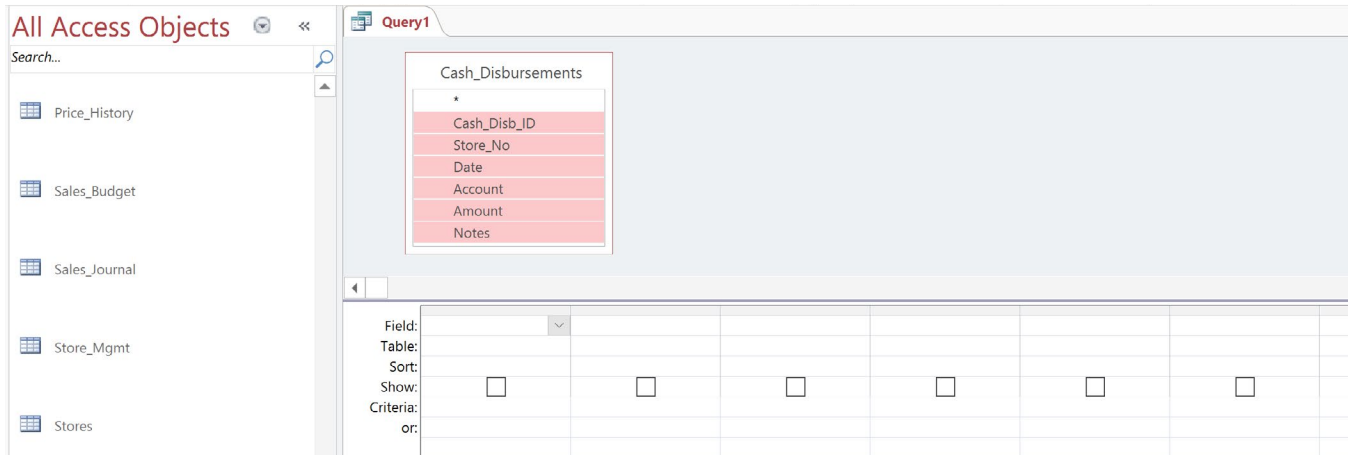 All Access Objects
Search...
Price_History
Sales_Budget
Sales_Journal
Store_Mgmt
Stores
Query1
Cash_Disbursements
*
Cash_Disb_ID
Store_No
Date
Account
Amount
Notes
Field:
Table:
Sort:
Show:
Criteria:
or: